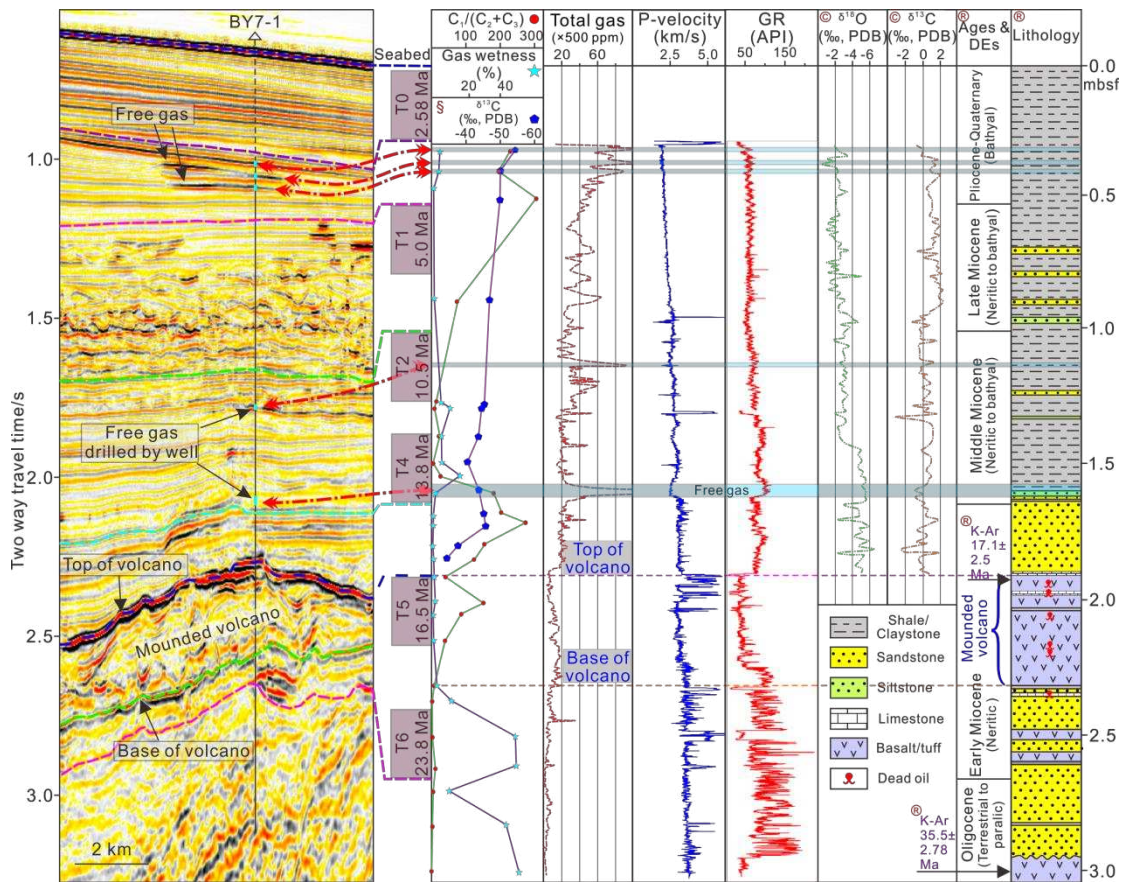 BY7-1
Free gas
Free gas
drilled by well
Top of volcano
Mounded volcano
Base of volcano
2 km
Two way travel time/s
1.0
1.5
2.0
2.5
3.0
Seabed
T0
2.58 Ma
T1
5.0 Ma
T2
10.5 Ma
T4
13.8 Ma
T5
16.5 Ma
T6
23.8 Ma
C₁/(C₂+C₃)
0 100 200 300
Gas wetness
(%)
20 40 60
§ δ¹³C
(‰, PDB)
-40 -50 -60
Total gas
(×500 ppm)
20 60
P-velocity
(km/s)
2.5 5.0
GR
(API)
50 150
© δ¹⁸O
(‰, PDB)
-2 -4 -6
© δ¹³C
(‰, PDB)
-2 0 2
® Ages &
DEs
® Lithology
0.0
mbsf
0.5
1.0
1.5
2.0
2.5
3.0
Free gas
Top of
volcano
Base of
volcano
Pliocene-Quaternary
(Bathyal)
Late Miocene
(Neritic to bathyal)
Middle Miocene
(Neritic to bathyal)
® K-Ar
17.1±
2.5
Ma
Mounded
volcano
Early Miocene
(Neritic)
Oligocene
(Terrestrial to
paralic)
® K-Ar
35.5±
2.78
Ma
Shale/
Claystone
Sandstone
Siltstone
Limestone
Basalt/tuff
Dead oil